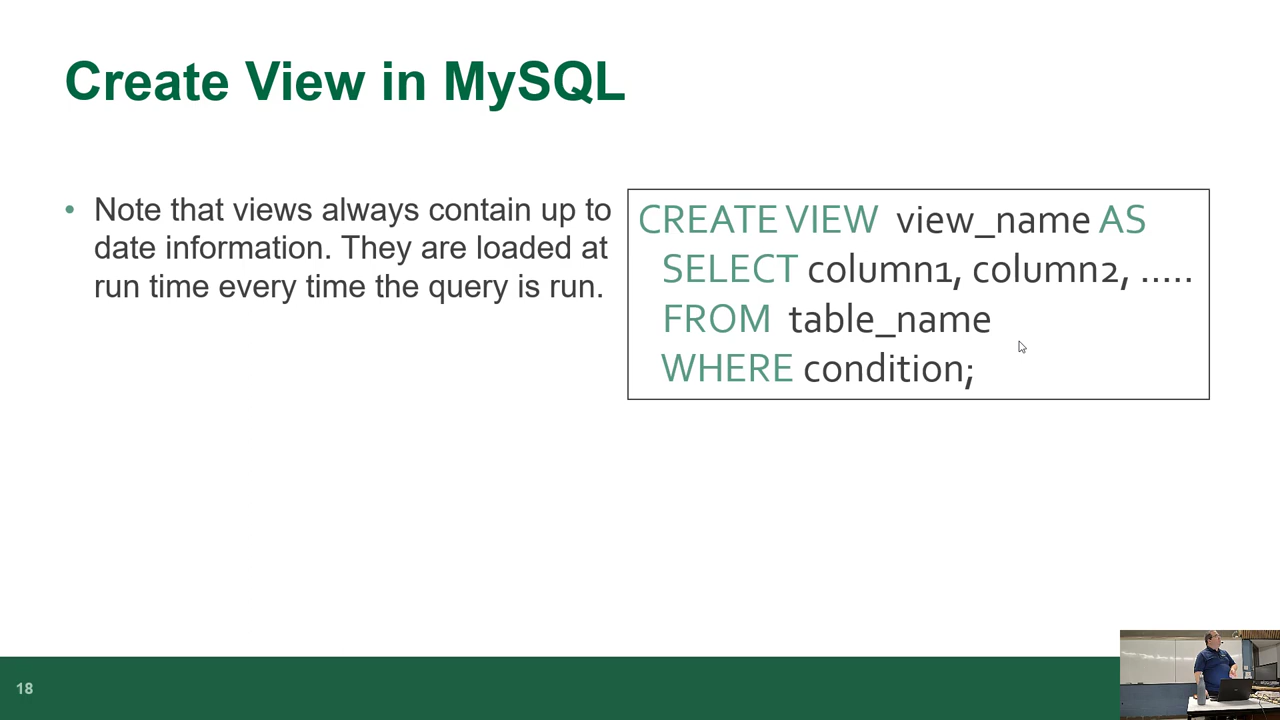 Create View in MySQL
• Note that views always contain up to
date information. They are loaded at
run time every time the query is run.
CREATE VIEW view_name AS
SELECT column1, column2, .....
FROM table_name
WHERE condition;
18